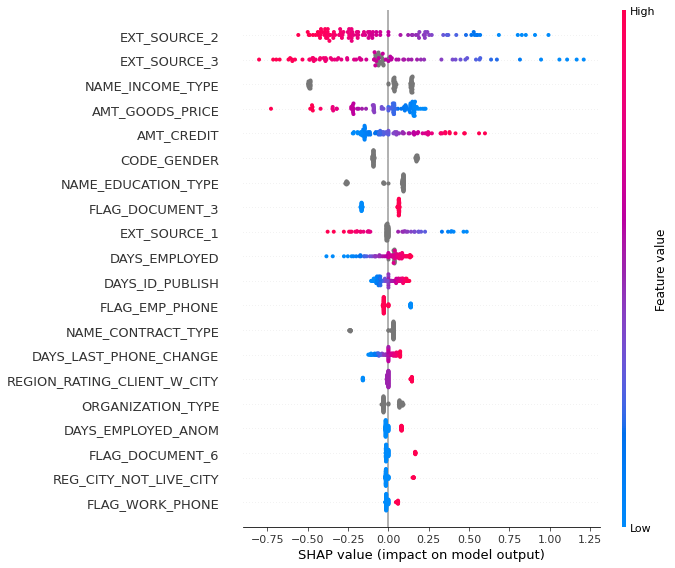 High
EXT_SOURCE_2
EXT_SOURCE_3
NAME_INCOME_TYPE
AMT_GOODS_PRICE
AMT_CREDIT
CODE_GENDER
NAME_EDUCATION_TYPE
FLAG_DOCUMENT_3
EXT_SOURCE_1
DAYS_EMPLOYED
DAYS_ID_PUBLISH
FLAG_EMP_PHONE
NAME_CONTRACT_TYPE
DAYS_LAST_PHONE_CHANGE
REGION_RATING_CLIENT_W_CITY
ORGANIZATION_TYPE
DAYS_EMPLOYED_ANOM
FLAG_DOCUMENT_6
REG_CITY_NOT_LIVE_CITY
FLAG_WORK_PHONE
Feature value
Low
−0.75 −0.50 −0.25 0.00 0.25 0.50 0.75 1.00 1.25
SHAP value (impact on model output)